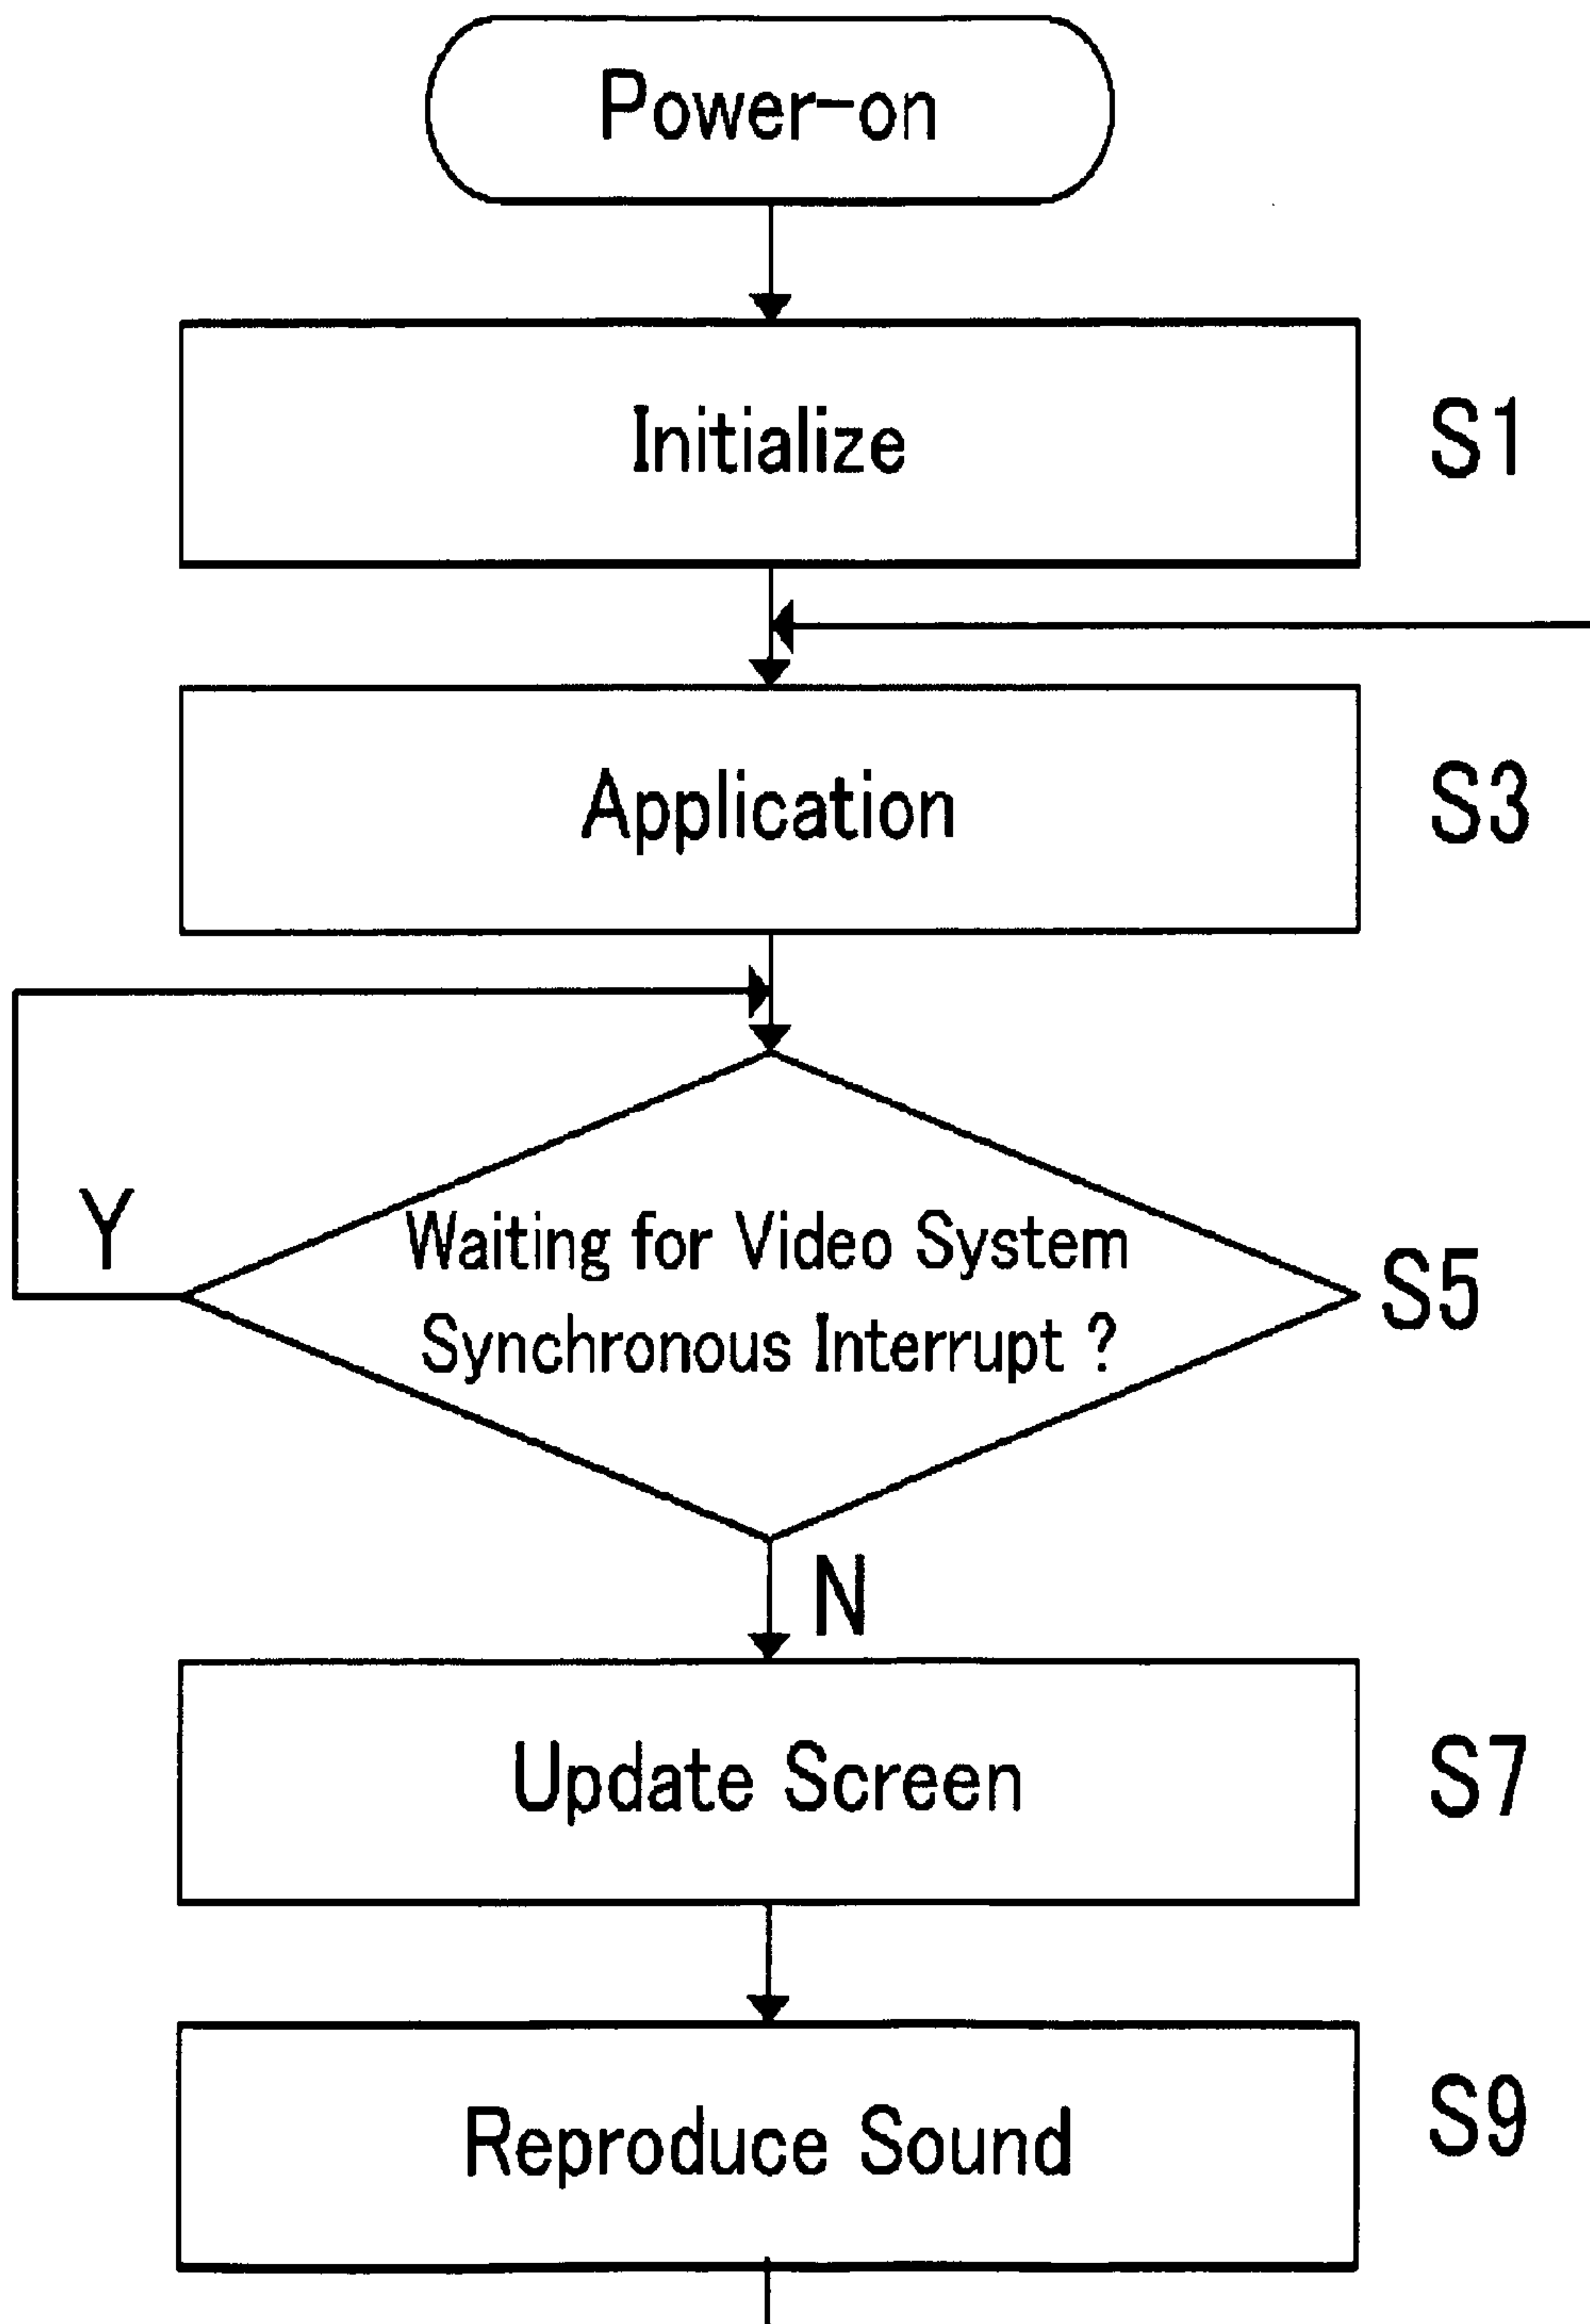 Power-on
Initialize
S1
Application
S3
Y
Waiting for Video System
Synchronous Interrupt ?
S5
N
Update Screen
S7
Reproduce Sound
S9